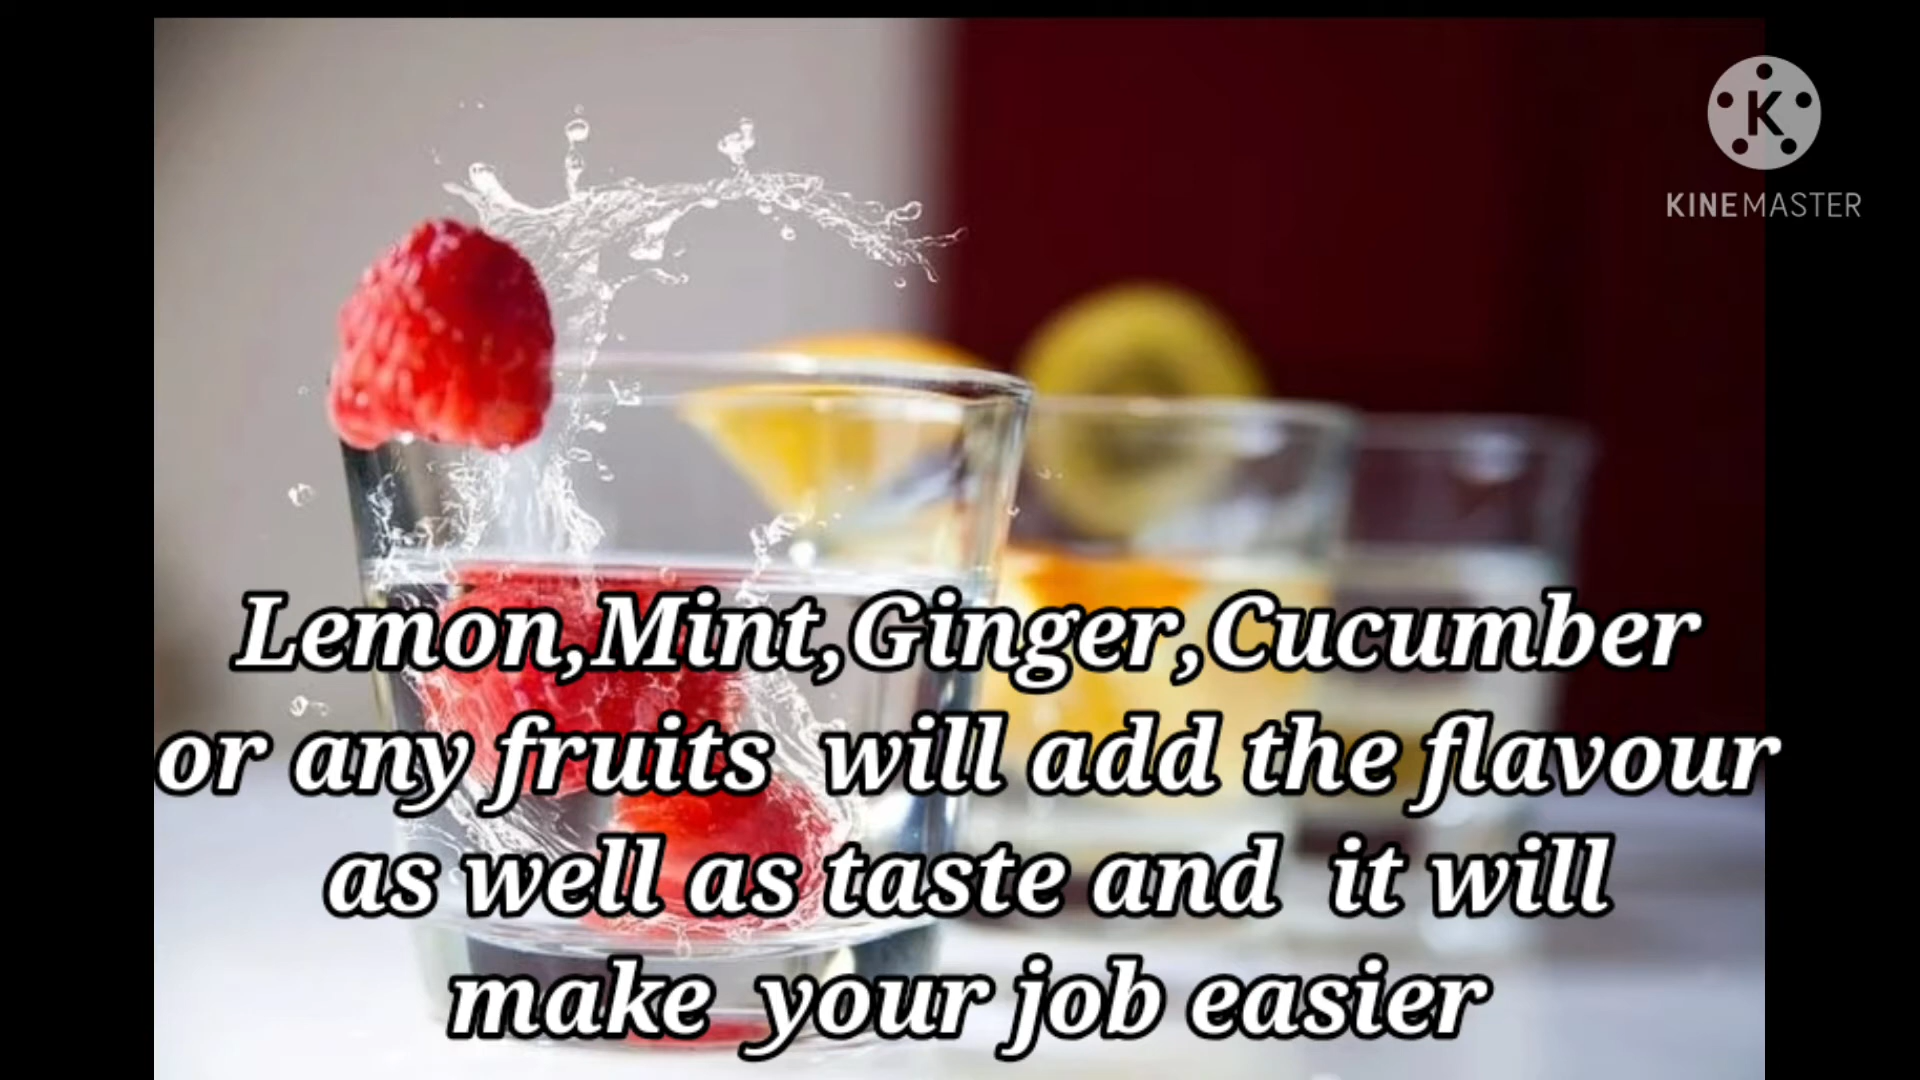 K
KINEMASTER
Lemon,Mint,Ginger,Cucumber
or any fruits will add the flavour
as well as taste and it will
make your job easier